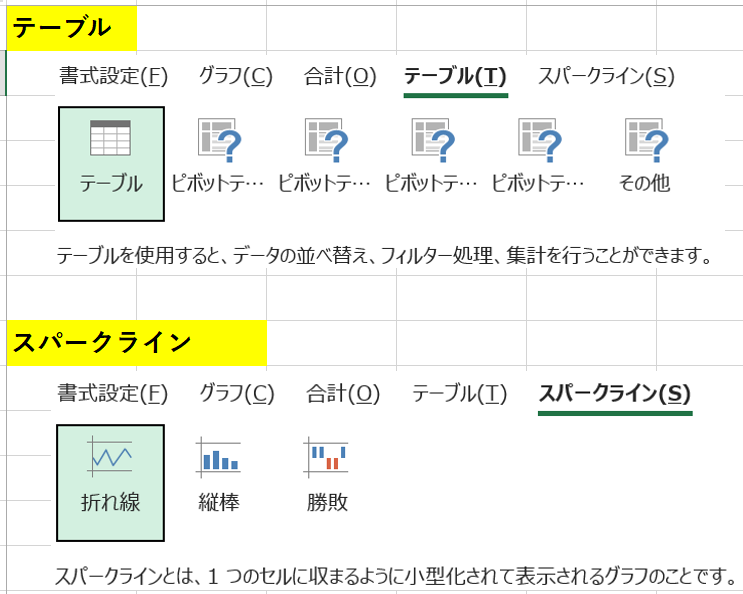 テーブル
書式設定(F) グラフ(C) 合計(O) テーブル(T) スパークライン(S)
テーブル ピボットテ… ピボットテ… ピボットテ… ピボットテ… その他
テーブルを使用すると、データの並べ替え、フィルター処理、集計を行うことができます。
スパークライン
書式設定(F) グラフ(C) 合計(O) テーブル(T) スパークライン(S)
折れ線 縦棒 勝敗
スパークラインとは、1 つのセルに収まるように小型化されて表示されるグラフのことです。